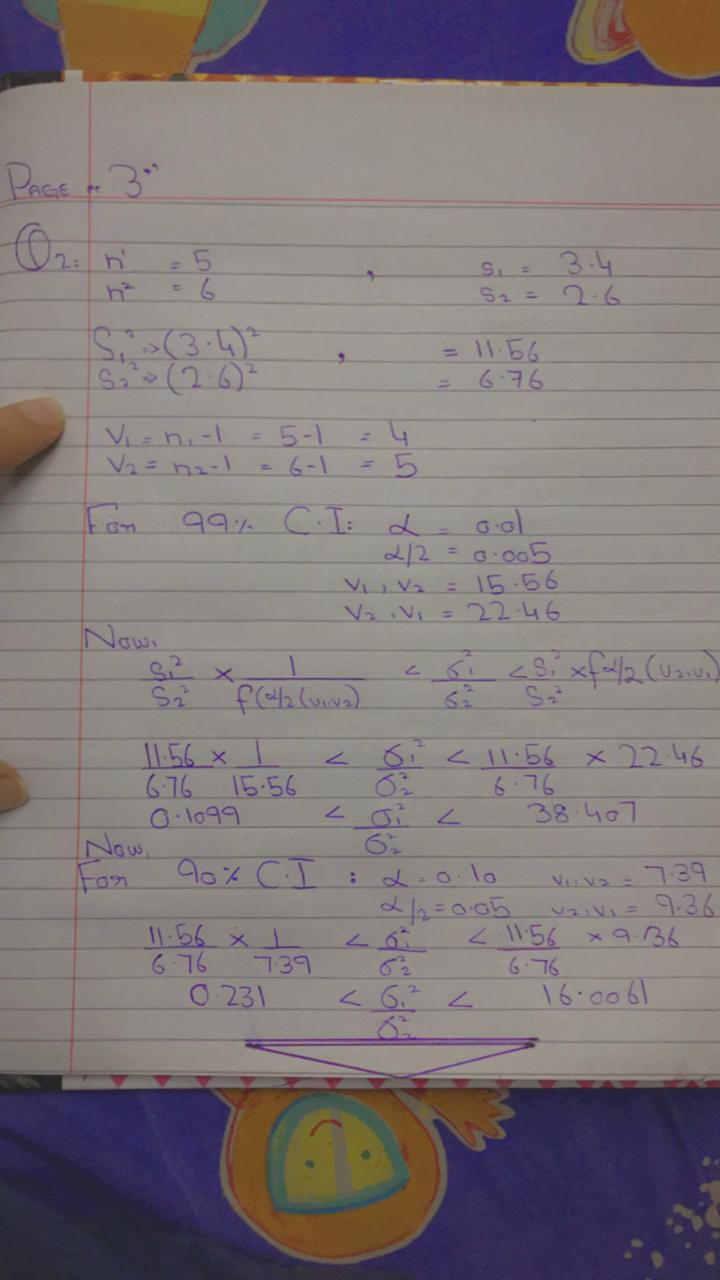 PAGE .. 3"
Q2: n¹ = 5 , S₁ = 3.4
n² = 6 S₂ = 2.6
S₁² => (3.4)² , = 11.56
S₂² => (2.6)² = 6.76
V₁ = n₁-1 = 5-1 = 4
V₂ = n₂-1 = 6-1 = 5
For 99% C.I: α = 0.01
α/2 = 0.005
V₁, V₂ = 15.56
V₂, V₁ = 22.46
Now,
S₁²/S₂² × 1/f(α/2(v₁,v₂)) < σ₁²/σ₂² < S₁²/S₂² × fα/2(v₂,v₁)
11.56/6.76 × 1/15.56 < σ₁²/σ₂² < 11.56/6.76 × 22.46
0.1099 < σ₁²/σ₂² < 38.407
Now,
For 90% C.I : α = 0.10 v₁,v₂ = 7.39
α/2 = 0.05 v₂,v₁ = 9.36
11.56/6.76 × 1/7.39 < σ₁²/σ₂² < 11.56/6.76 × 9.36
0.231 < σ₁²/σ₂² < 16.0061